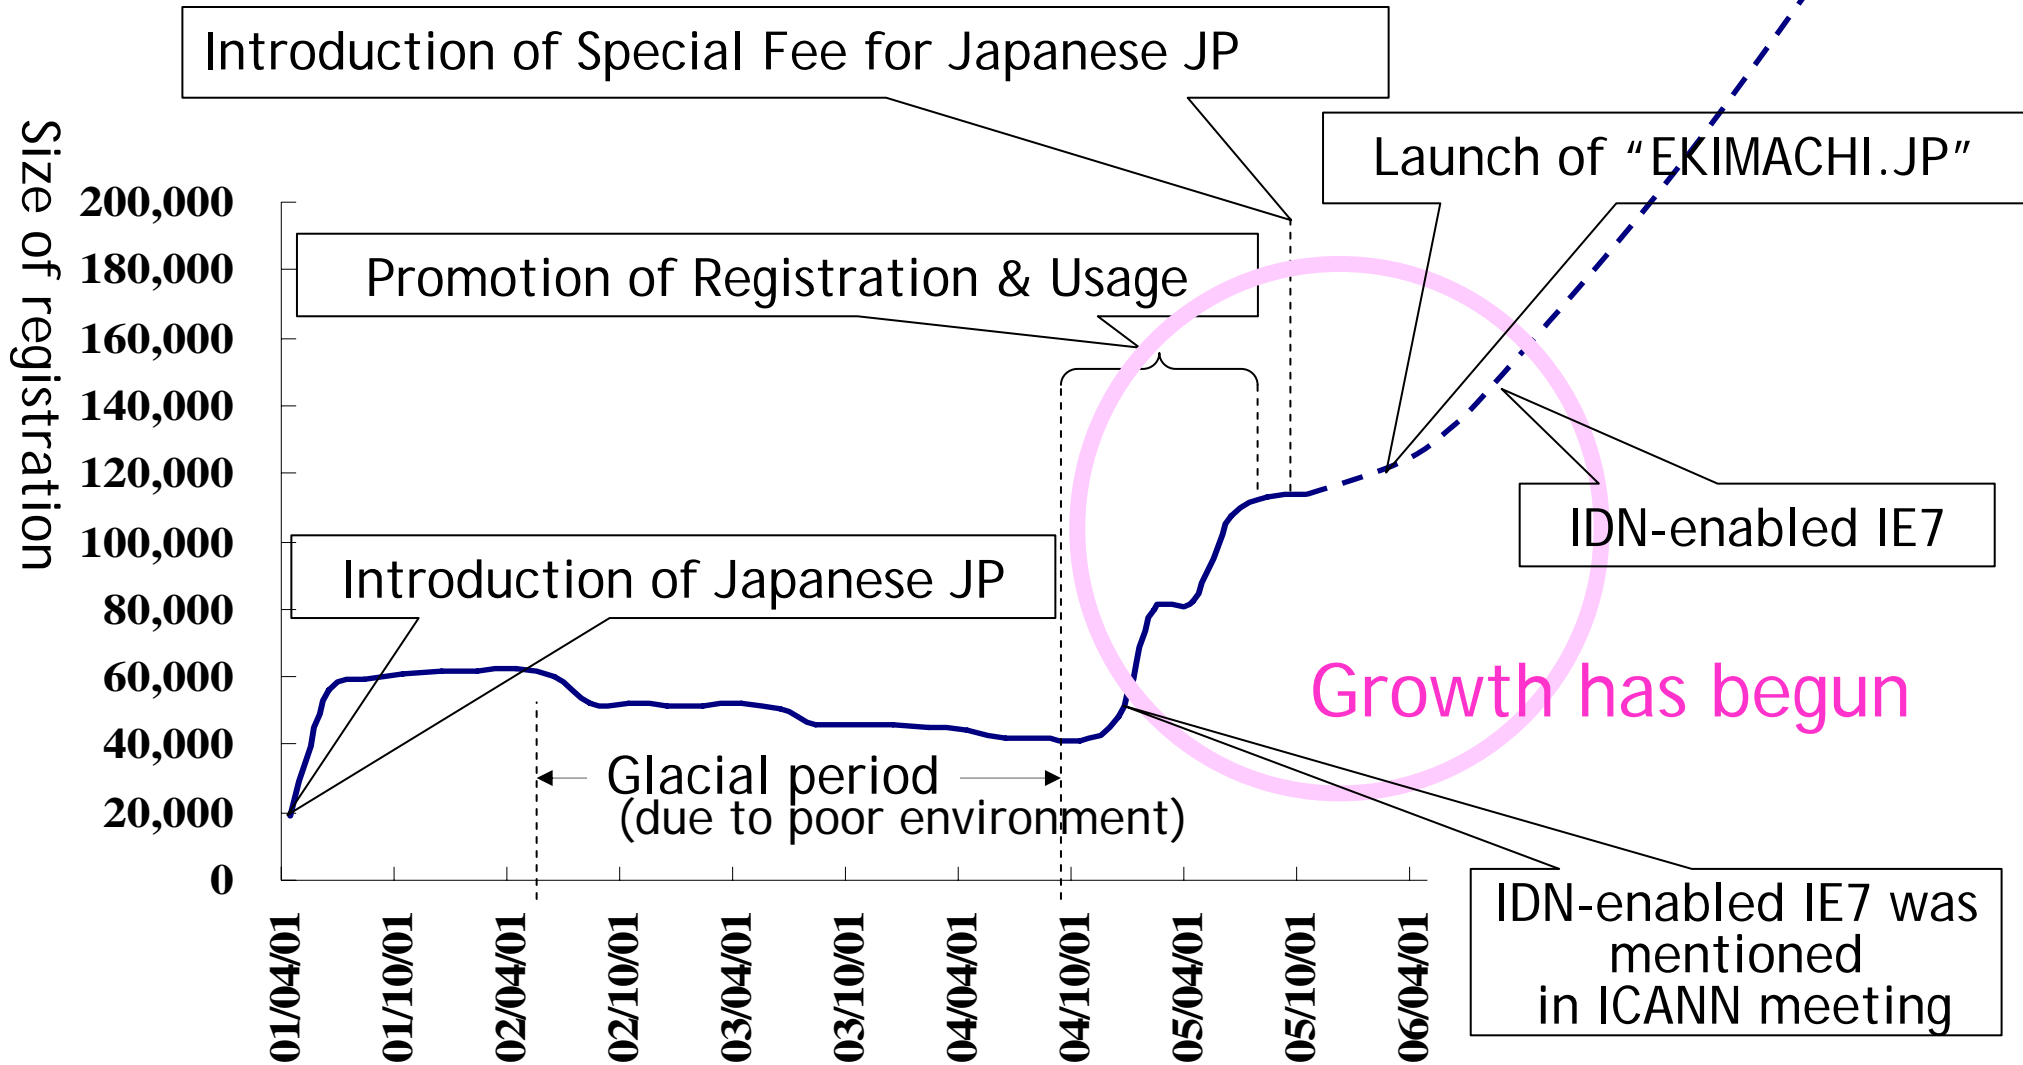 Introduction of Special Fee for Japanese JP
Launch of “EKIMACHI.JP”
Size of registration
200,000
180,000
160,000
140,000
120,000
100,000
80,000
60,000
40,000
20,000
0
Promotion of Registration & Usage
IDN-enabled IE7
Introduction of Japanese JP
Growth has begun
Glacial period
(due to poor environment)
IDN-enabled IE7 was
mentioned
in ICANN meeting
01/04/01
01/10/01
02/04/01
02/10/01
03/04/01
03/10/01
04/04/01
04/10/01
05/04/01
05/10/01
06/04/01